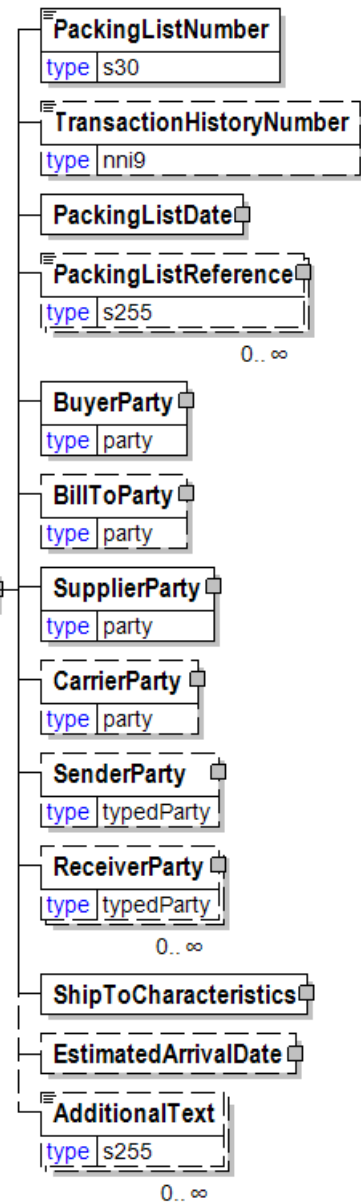 PackingListNumber
type s30
TransactionHistoryNumber
type nni9
PackingListDate
PackingListReference
type s255
0.. ∞
BuyerParty
type party
BillToParty
type party
SupplierParty
type party
CarrierParty
type party
SenderParty
type typedParty
ReceiverParty
type typedParty
0.. ∞
ShipToCharacteristics
EstimatedArrivalDate
AdditionalText
type s255
0.. ∞